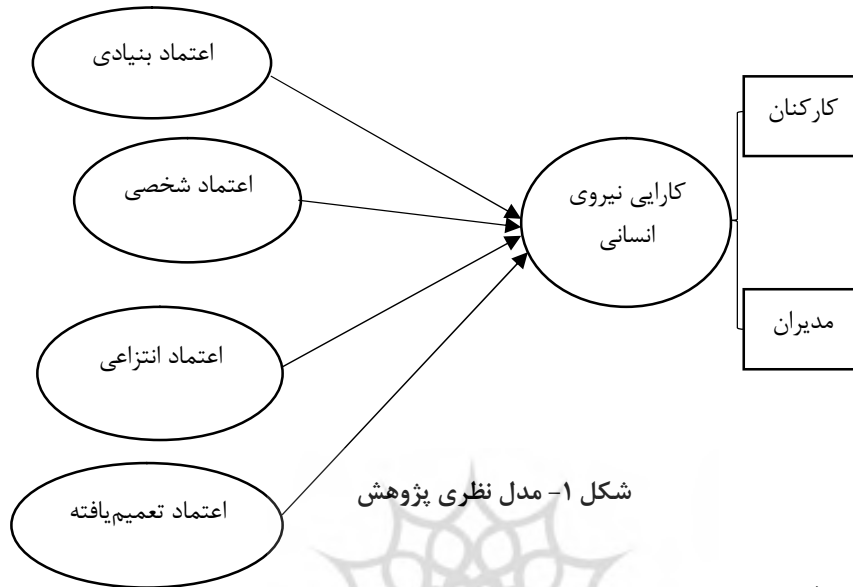 اعتماد بنیادی
کارکنان
اعتماد شخصی
کارایی نیروی
انسانی
مدیران
اعتماد انتزاعی
شکل ۱- مدل نظری پژوهش
اعتماد تعمیم‌یافته